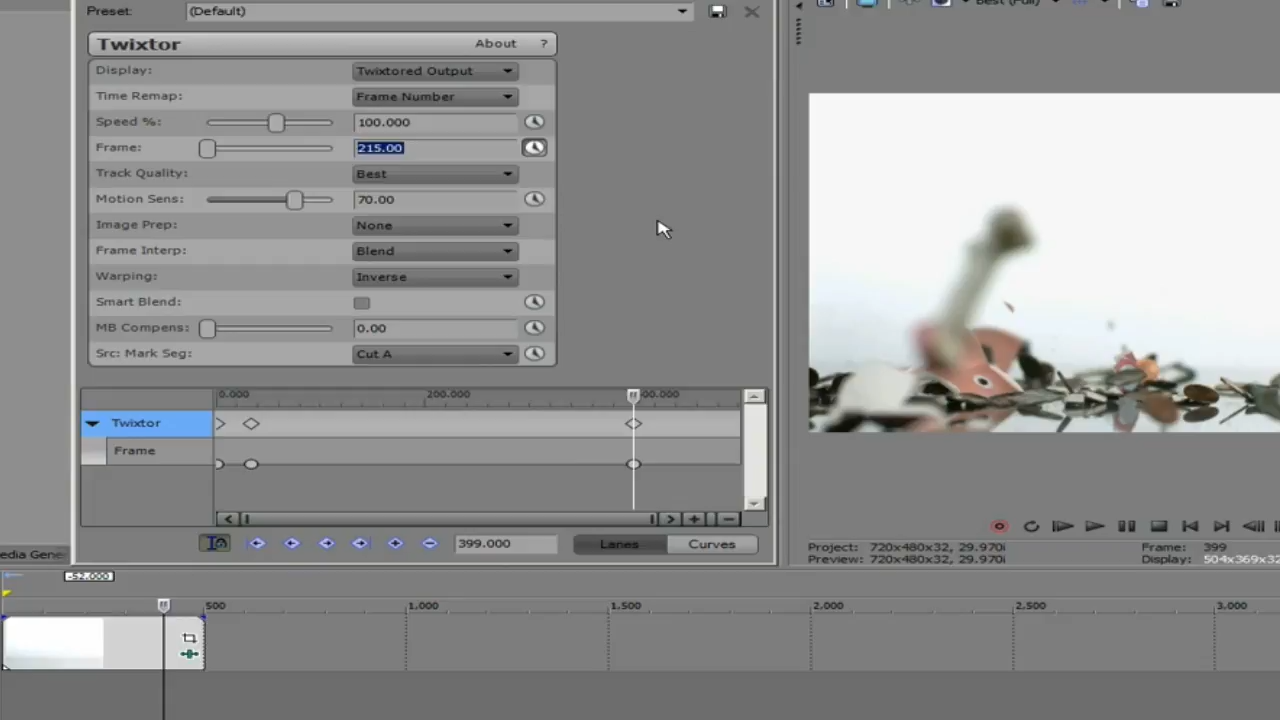 Preset: (Default)
Twixtor About ?
Display: Twixtored Output
Time Remap: Frame Number
Speed %: 100.000
Frame: 215.00
Track Quality: Best
Motion Sens: 70.00
Image Prep: None
Frame Interp: Blend
Warping: Inverse
Smart Blend:
MB Compens: 0.00
Src: Mark Seg: Cut A
0.000 200.000 00.000
Twixtor
Frame
399.000 Lanes Curves
Best (Full)
Project: 720x480x32, 29.970i
Frame: 399
Preview: 720x480x32, 29.970i
Display: 504x369x32
edia Gene
-52.000
500 1,000 1,500 2,000 2,500 3,000